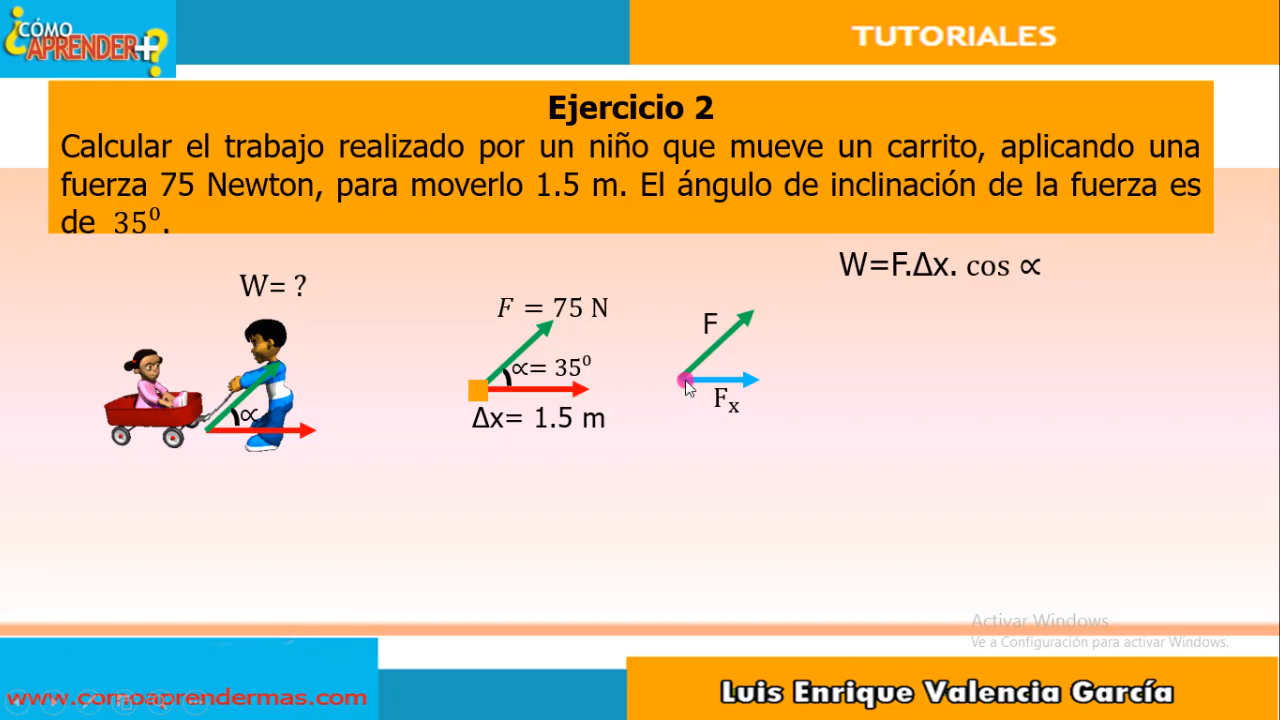 ¿CÓMO
APRENDER+?
TUTORIALES
Ejercicio 2
Calcular el trabajo realizado por un niño que mueve un carrito, aplicando una
fuerza 75 Newton, para moverlo 1.5 m. El ángulo de inclinación de la fuerza es
de 35⁰.
W=F.Δx. cos ∝
W= ?
F = 75 N
F
∝= 35⁰
∝
Fₓ
Δx= 1.5 m
Activar Windows
Ve a Configuración para activar Windows.
www.comoaprendermas.com
Luis Enrique Valencia García